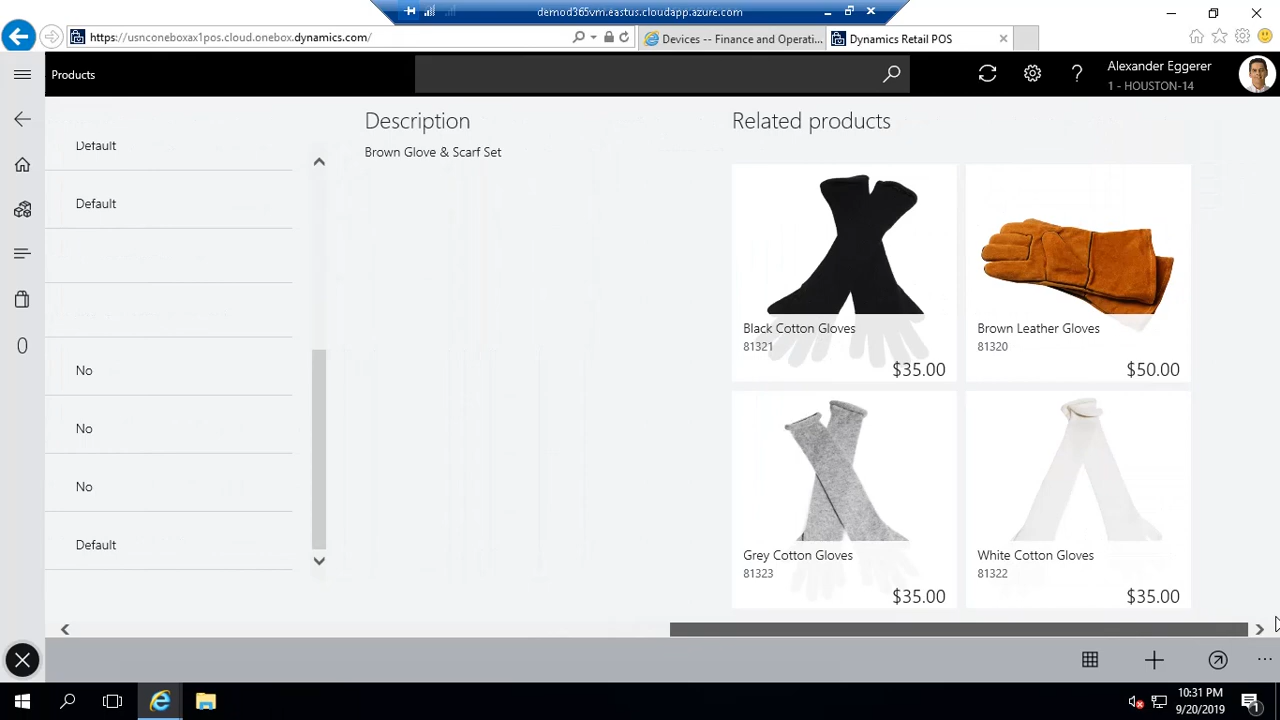 demod365vm.eastus.cloudapp.azure.com
https://usnconeboxax1pos.cloud.onebox.dynamics.com/
Devices -- Finance and Operati...
Dynamics Retail POS
Products
Alexander Eggerer
1 - HOUSTON-14
Default
Default
No
No
No
Default
0
Description
Brown Glove & Scarf Set
Related products
Black Cotton Gloves
81321
$35.00
Brown Leather Gloves
81320
$50.00
Grey Cotton Gloves
81323
$35.00
White Cotton Gloves
81322
$35.00
10:31 PM
9/20/2019
1